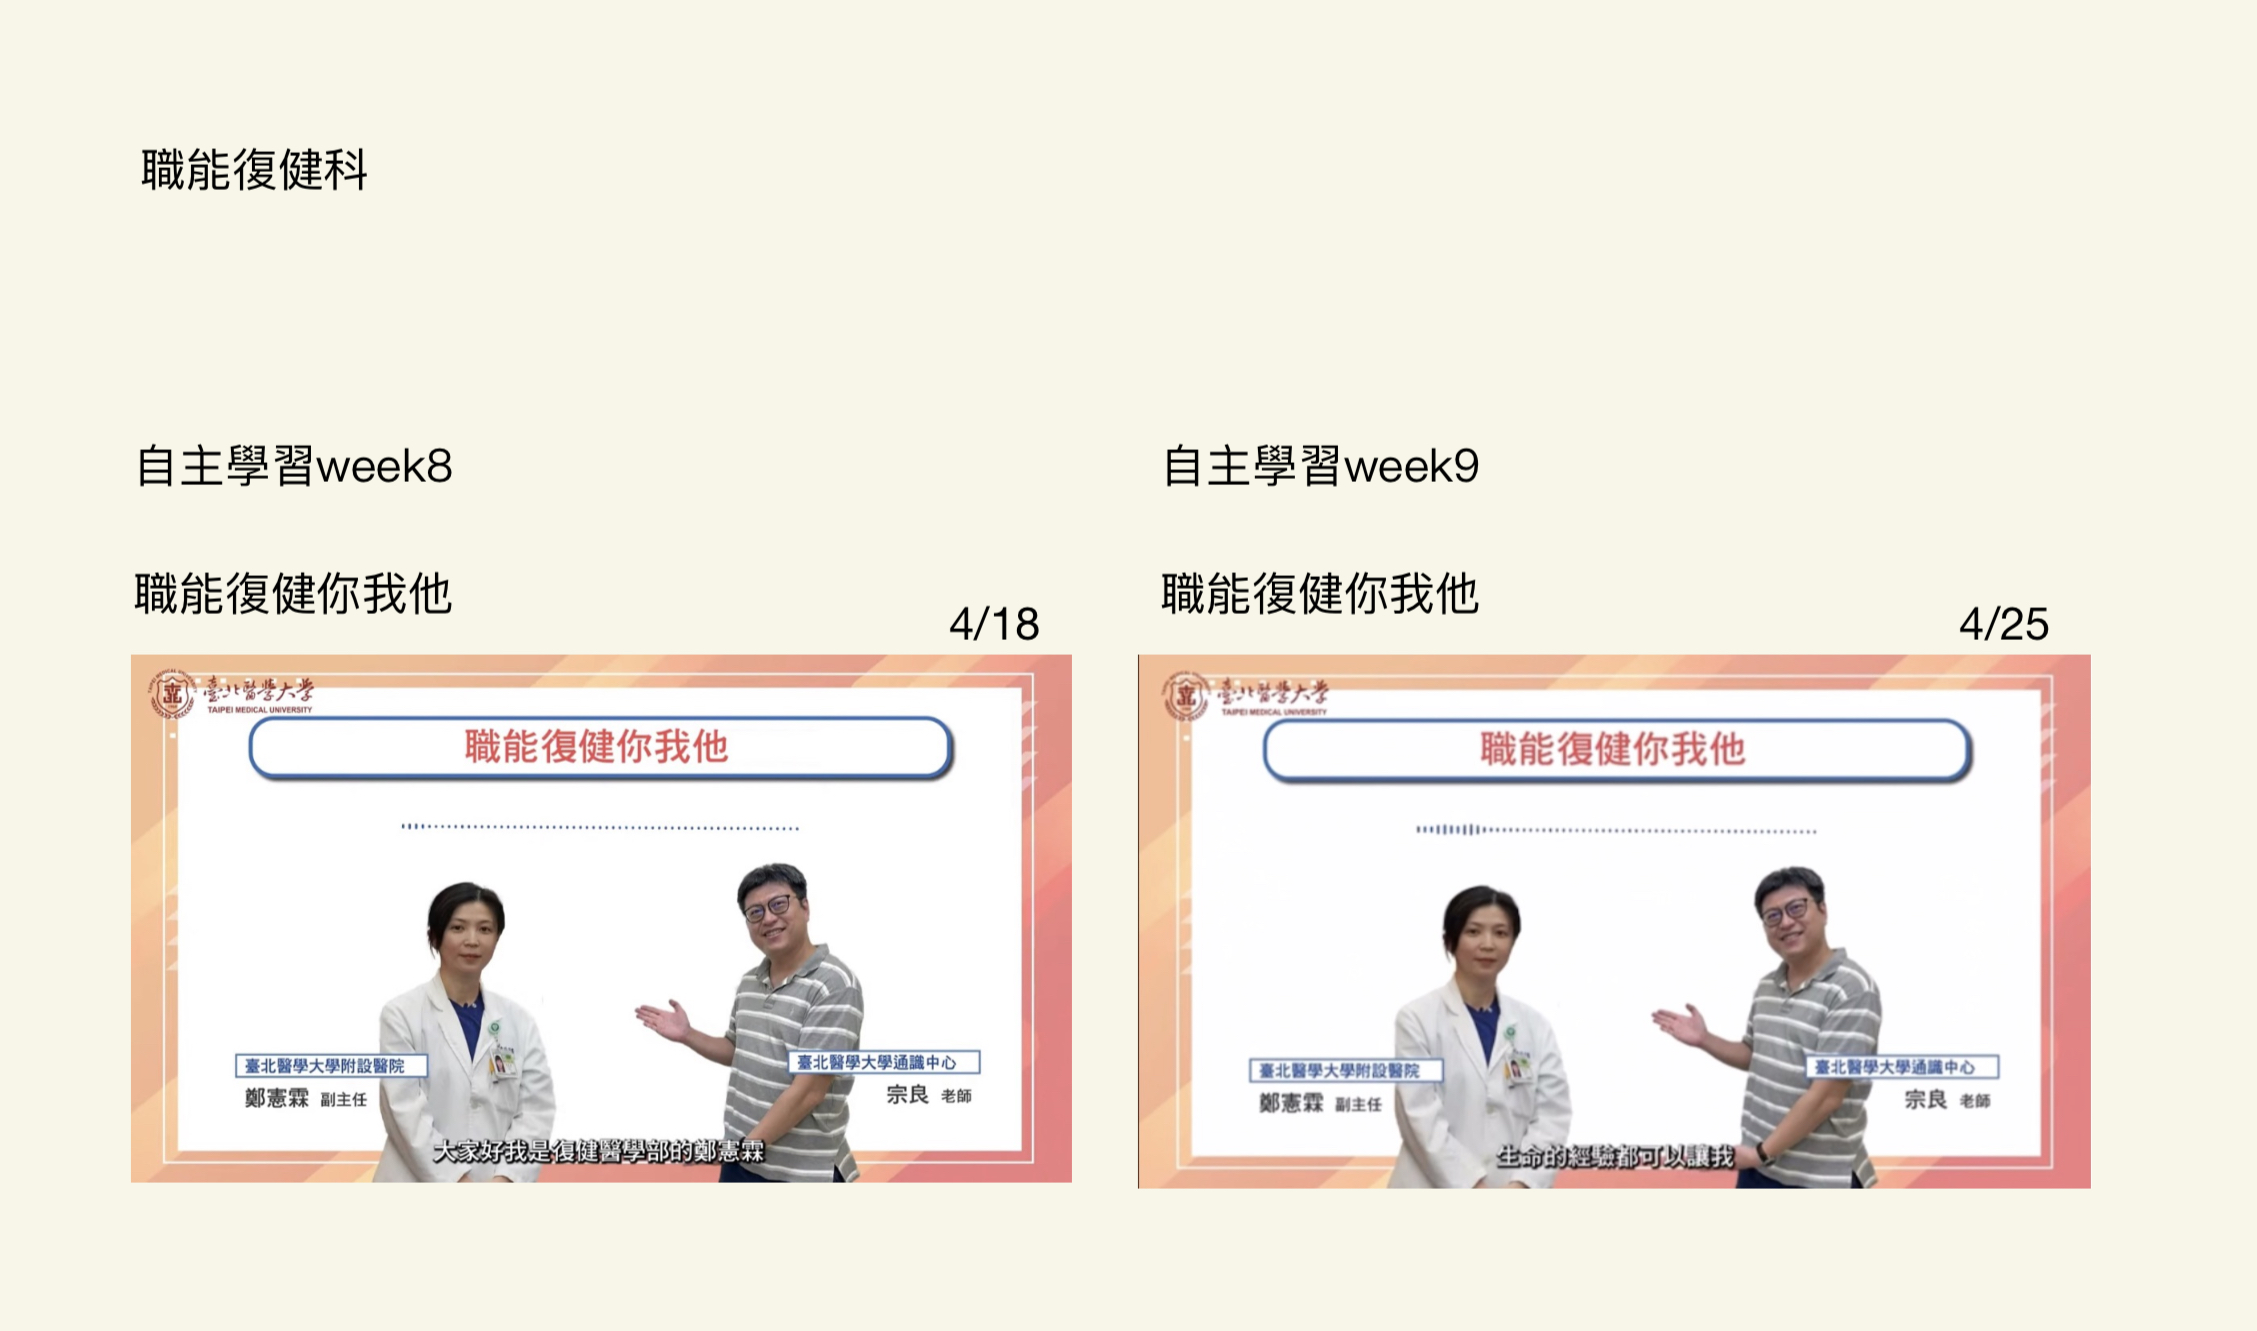 職能復健科
自主學習week8
職能復健你我他
4/18
臺北醫學大學
TAIPEI MEDICAL UNIVERSITY
職能復健你我他
臺北醫學大學附設醫院
鄭憲霖 副主任
臺北醫學大學通識中心
宗良 老師
大家好我是復健醫學部的鄭憲霖
自主學習week9
職能復健你我他
4/25
臺北醫學大學
TAIPEI MEDICAL UNIVERSITY
職能復健你我他
臺北醫學大學附設醫院
鄭憲霖 副主任
臺北醫學大學通識中心
宗良 老師
生命的經驗都可以讓我